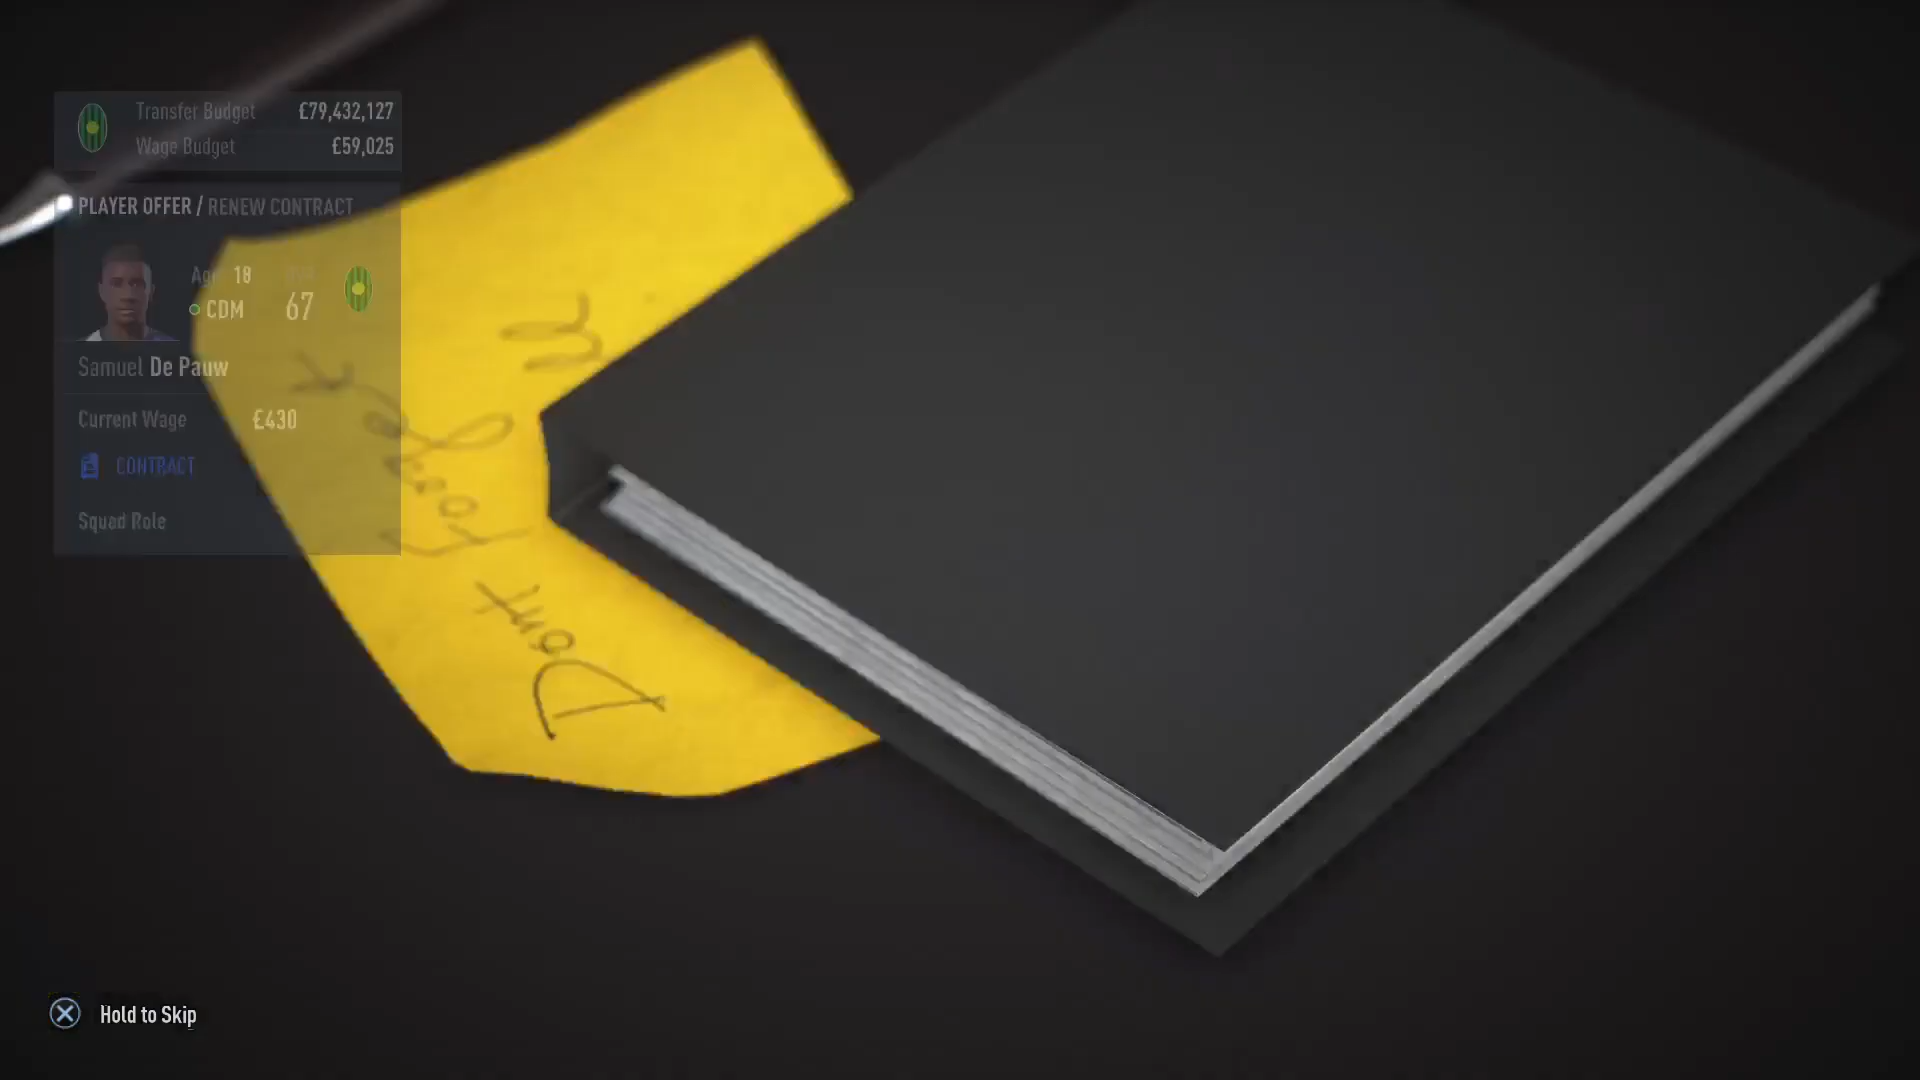 Transfer Budget £79,432,127
Wage Budget £59,025
PLAYER OFFER / RENEW CONTRACT
Age 18
CDM 67
Samuel De Pauw
Current Wage £430
CONTRACT
Squad Role
Dont
Forget
Hold to Skip